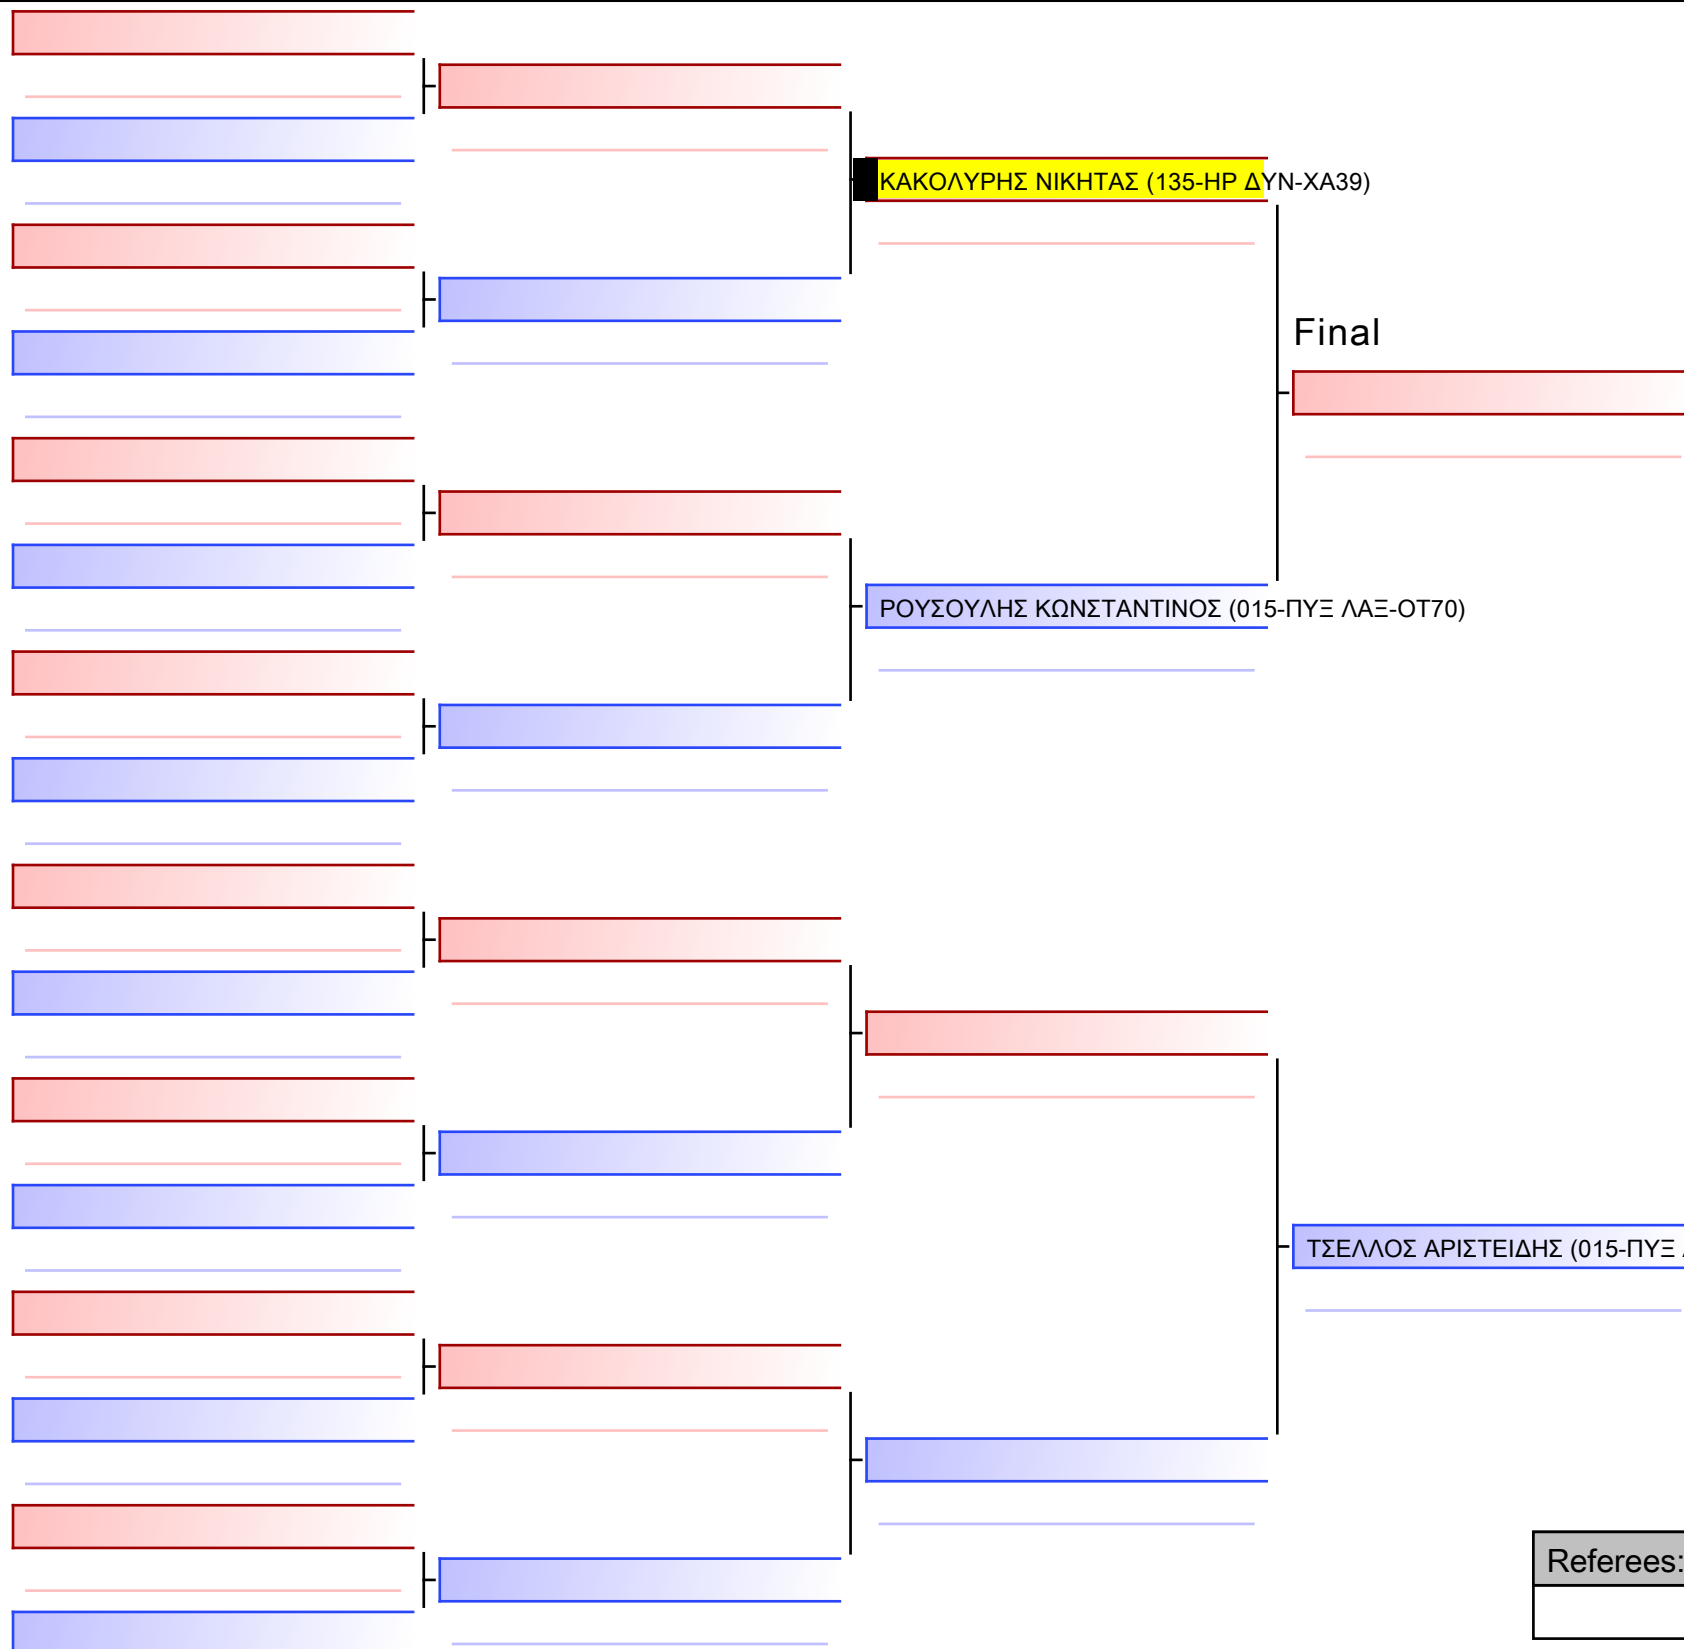 ΚΑΚΟΛΥΡΗΣ ΝΙΚΗΤΑΣ (135-ΗΡ ΔΥΝ-ΧΑ39)
Final
ΡΟΥΣΟΥΛΗΣ ΚΩΝΣΤΑΝΤΙΝΟΣ (015-ΠΥΞ ΛΑΞ-ΟΤ70)
ΤΣΕΛΛΟΣ ΑΡΙΣΤΕΙΔΗΣ (015-ΠΥΞ
Referees: